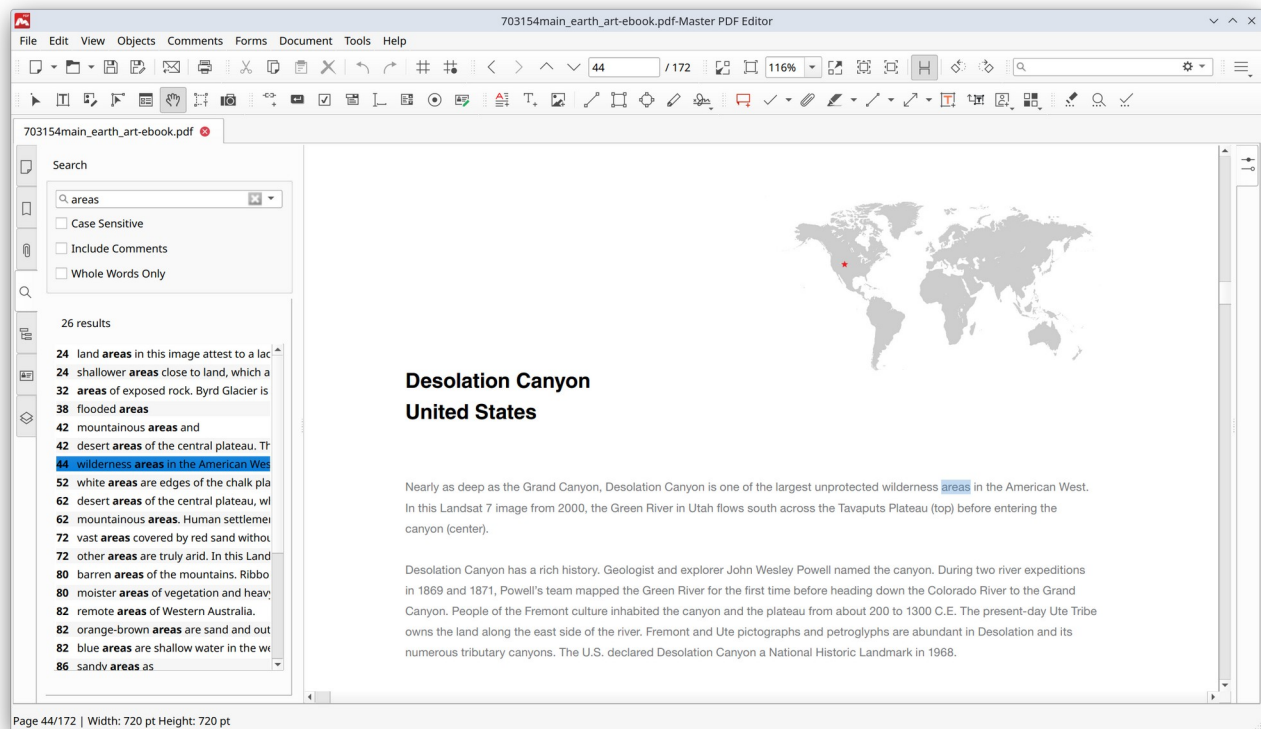 703154main_earth_art-ebook.pdf-Master PDF Editor
File Edit View Objects Comments Forms Document Tools Help
44 / 172 116%
703154main_earth_art-ebook.pdf
Search
areas
Case Sensitive
Include Comments
Whole Words Only
26 results
24 land areas in this image attest to a lac
24 shallower areas close to land, which a
32 areas of exposed rock. Byrd Glacier is
38 flooded areas
42 mountainous areas and
42 desert areas of the central plateau. Th
44 wilderness areas in the American Wes
52 white areas are edges of the chalk pla
62 desert areas of the central plateau, wl
62 mountainous areas. Human settlemen
72 vast areas covered by red sand withou
72 other areas are truly arid. In this Land
80 barren areas of the mountains. Ribbo
80 moister areas of vegetation and heavy
82 remote areas of Western Australia.
82 orange-brown areas are sand and out
82 blue areas are shallow water in the we
86 sandy areas as
Desolation Canyon
United States
Nearly as deep as the Grand Canyon, Desolation Canyon is one of the largest unprotected wilderness areas in the American West.
In this Landsat 7 image from 2000, the Green River in Utah flows south across the Tavaputs Plateau (top) before entering the
canyon (center).
Desolation Canyon has a rich history. Geologist and explorer John Wesley Powell named the canyon. During two river expeditions
in 1869 and 1871, Powell's team mapped the Green River for the first time before heading down the Colorado River to the Grand
Canyon. People of the Fremont culture inhabited the canyon and the plateau from about 200 to 1300 C.E. The present-day Ute Tribe
owns the land along the east side of the river. Fremont and Ute pictographs and petroglyphs are abundant in Desolation and its
numerous tributary canyons. The U.S. declared Desolation Canyon a National Historic Landmark in 1968.
Page 44/172 | Width: 720 pt Height: 720 pt